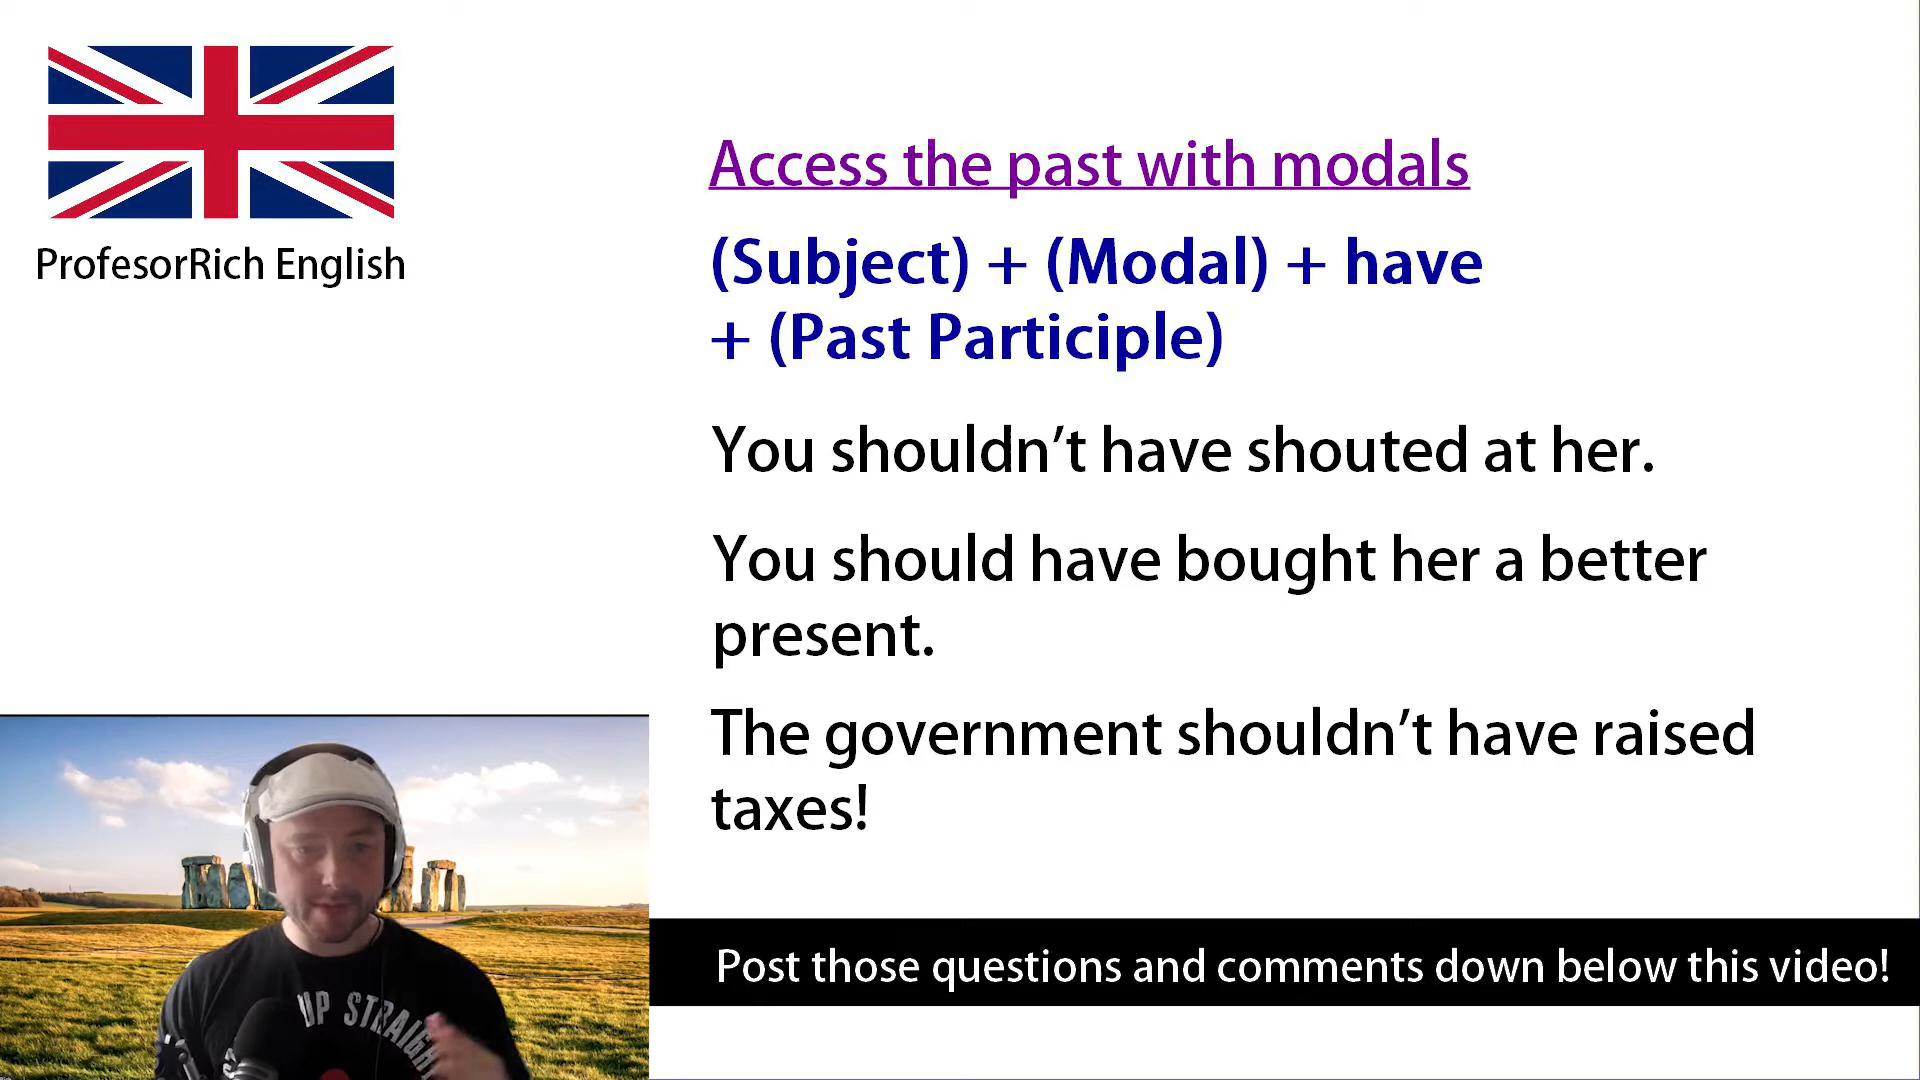 ProfesorRich English
Access the past with modals
(Subject) + (Modal) + have
+ (Past Participle)
You shouldn’t have shouted at her.
You should have bought her a better
present.
The government shouldn’t have raised
taxes!
UP STRAIGHT
Post those questions and comments down below this video!